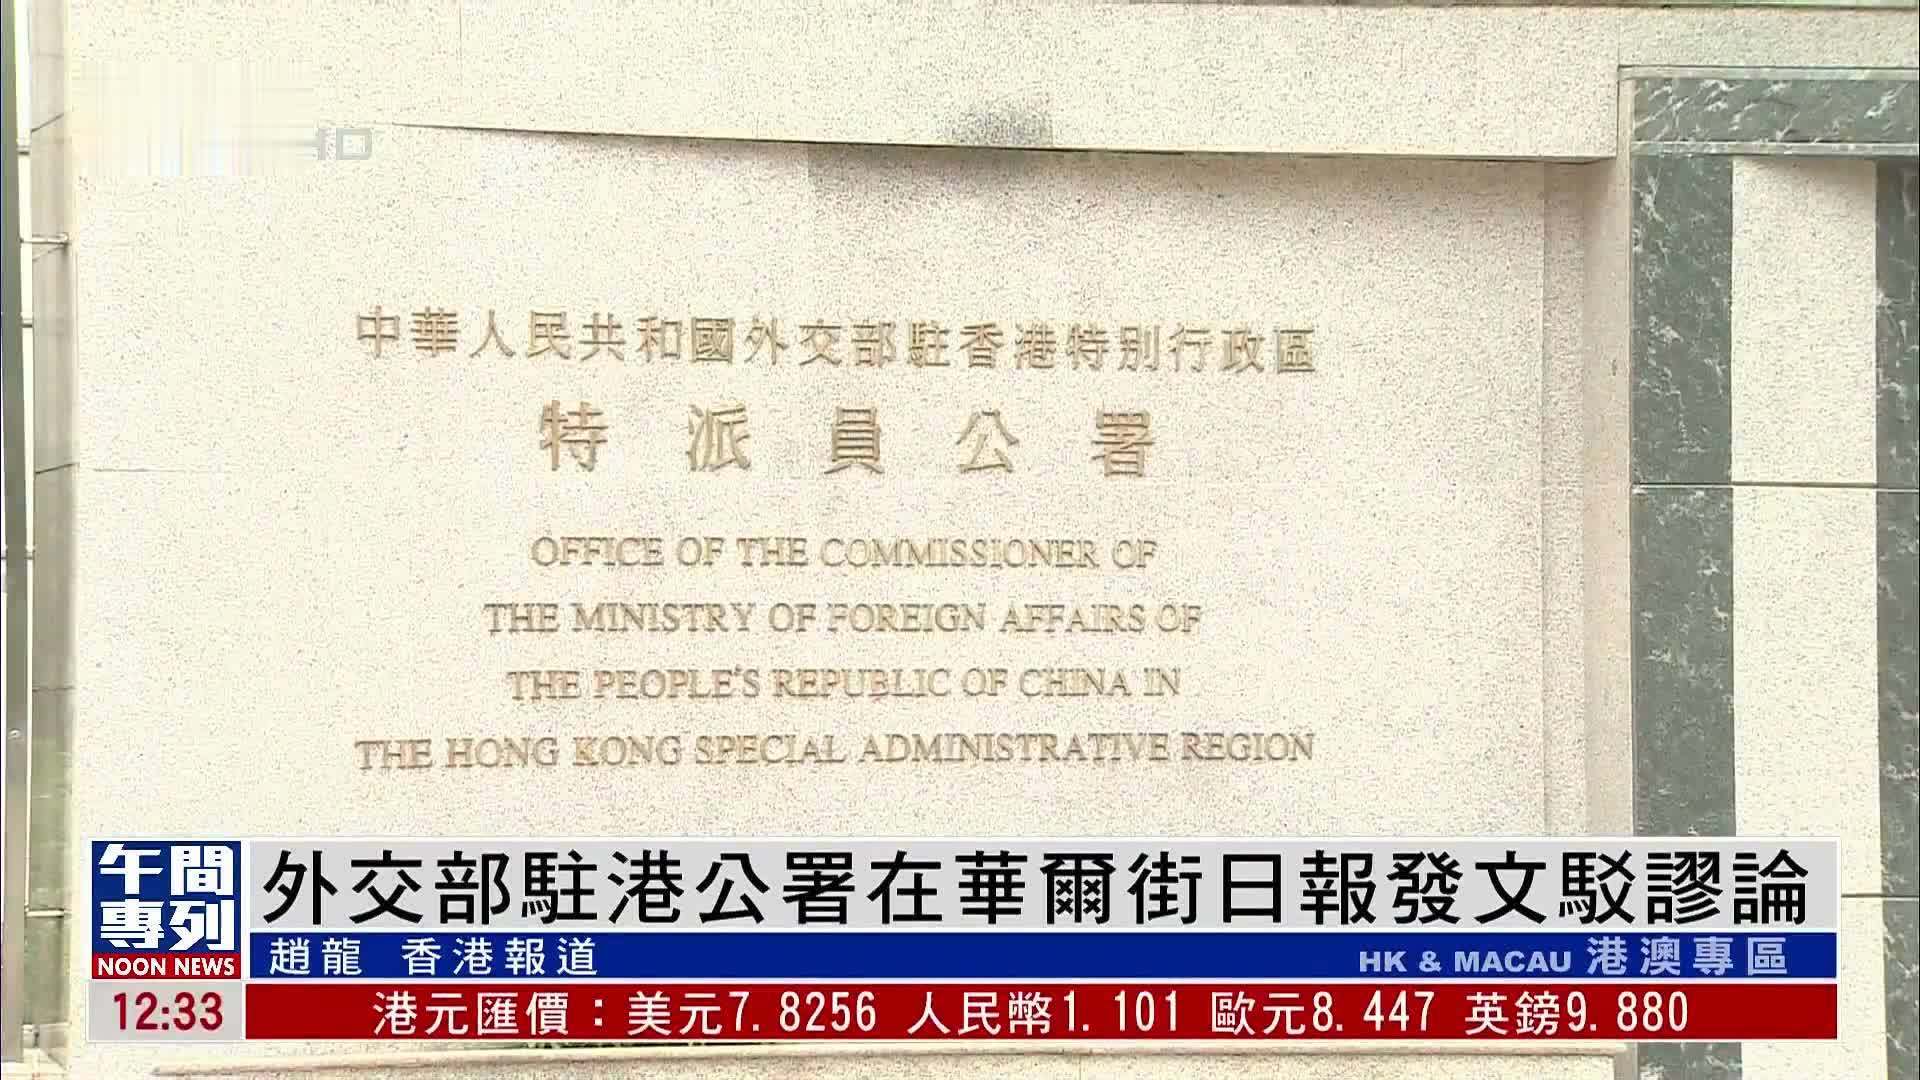 中華人民共和國外交部駐香港特別行政區
特派員公署
OFFICE OF THE COMMISSIONER OF
THE MINISTRY OF FOREIGN AFFAIRS OF
THE PEOPLE'S REPUBLIC OF CHINA IN
THE HONG KONG SPECIAL ADMINISTRATIVE REGION
午間專列
NOON NEWS
外交部駐港公署在華爾街日報發文駁謬論
趙龍 香港報道
HK & MACAU 港澳專區
12:33
港元匯價：美元7.8256 人民幣1.101 歐元8.447 英鎊9.880